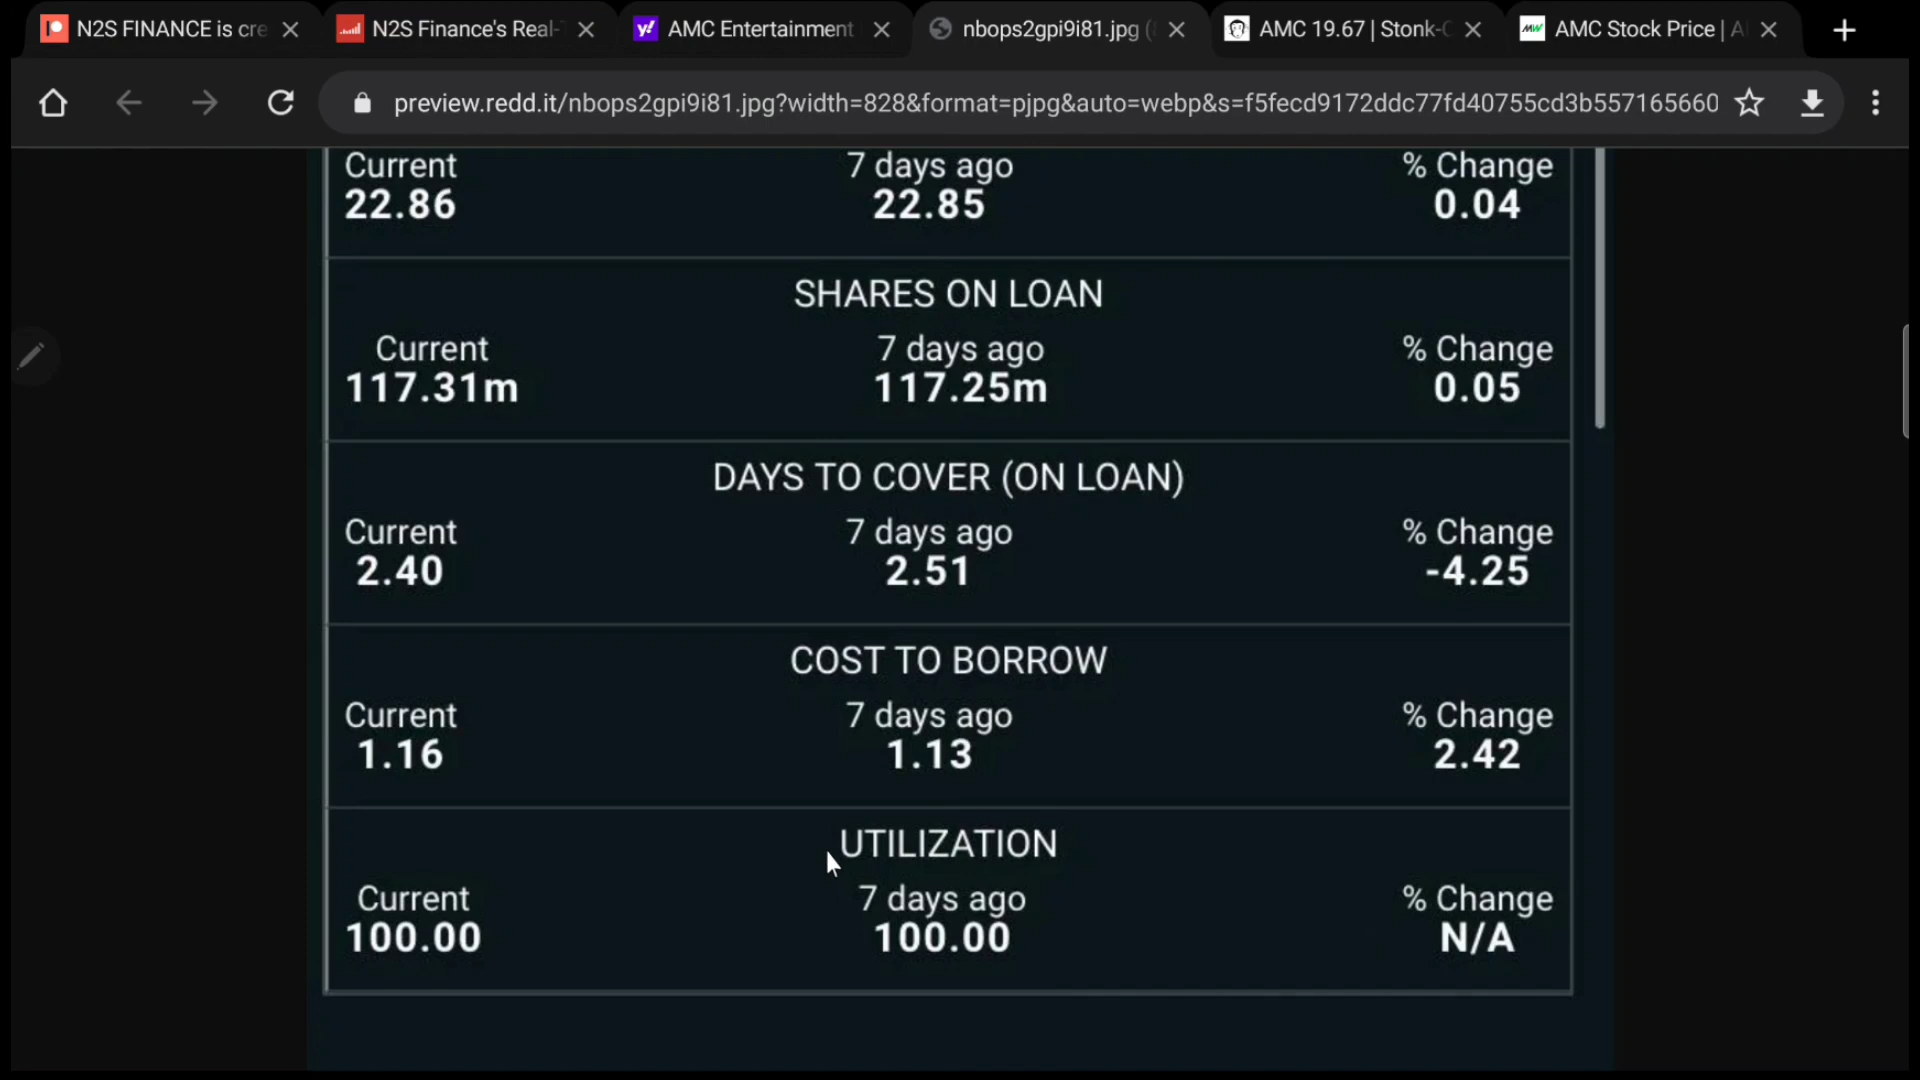 N2S FINANCE is cre
N2S Finance's Real-T
AMC Entertainment
nbops2gpi9i81.jpg (
AMC 19.67 | Stonk-
AMC Stock Price | A
preview.redd.it/nbops2gpi9i81.jpg?width=828&format=pjpg&auto=webp&s=f5fecd9172ddc77fd40755cd3b557165660
Current 7 days ago % Change
22.86 22.85 0.04
SHARES ON LOAN
Current 7 days ago % Change
117.31m 117.25m 0.05
DAYS TO COVER (ON LOAN)
Current 7 days ago % Change
2.40 2.51 -4.25
COST TO BORROW
Current 7 days ago % Change
1.16 1.13 2.42
UTILIZATION
Current 7 days ago % Change
100.00 100.00 N/A